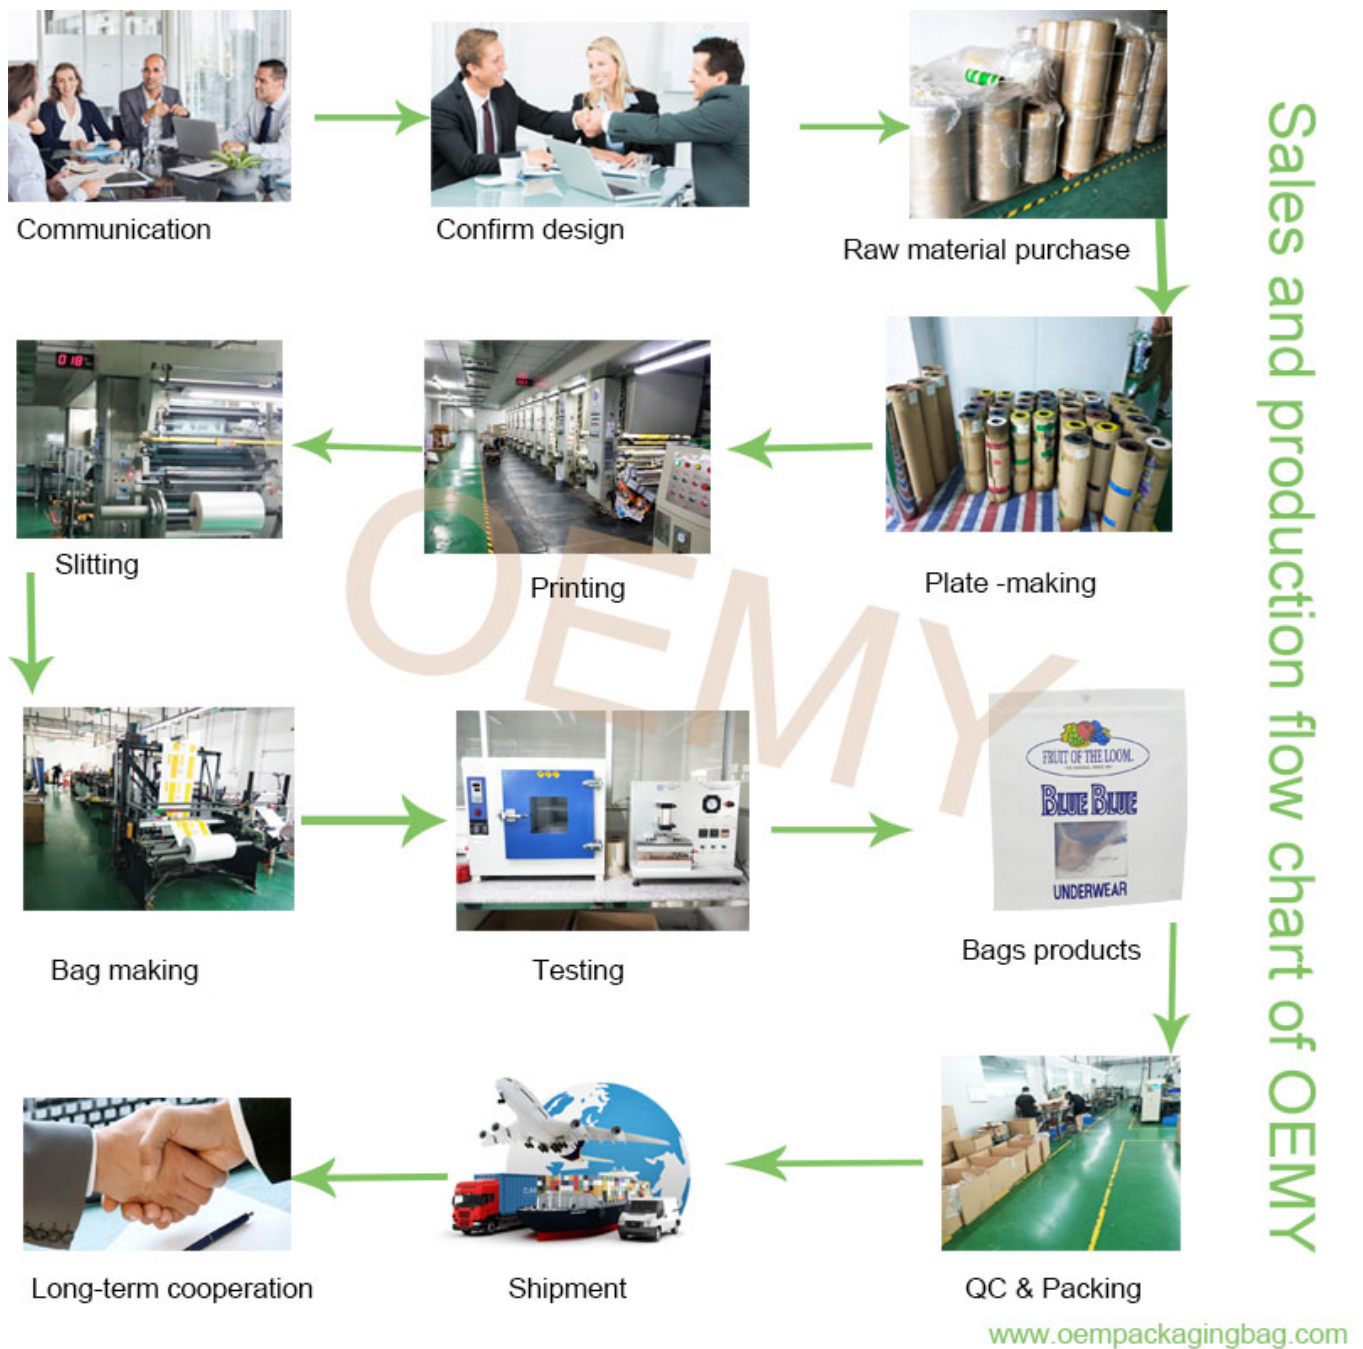 Communication
Confirm design
Raw material purchase
Sales and production flow chart of OEMY
018
Slitting
Printing
Plate -making
OEMY
FRUIT OF THE LOOM.
BLUE BLUE
UNDERWEAR
Bag making
Testing
Bags products
Long-term cooperation
Shipment
QC & Packing
www.oempackagingbag.com